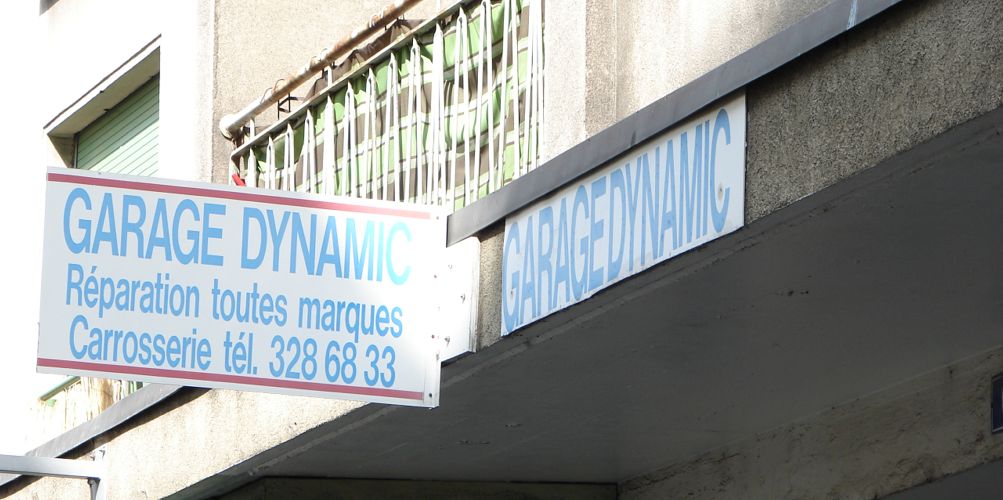 GARAGE DYNAMIC
Réparation toutes marques
Carrosserie tél. 328 68 33
GARAGE DYNAMIC